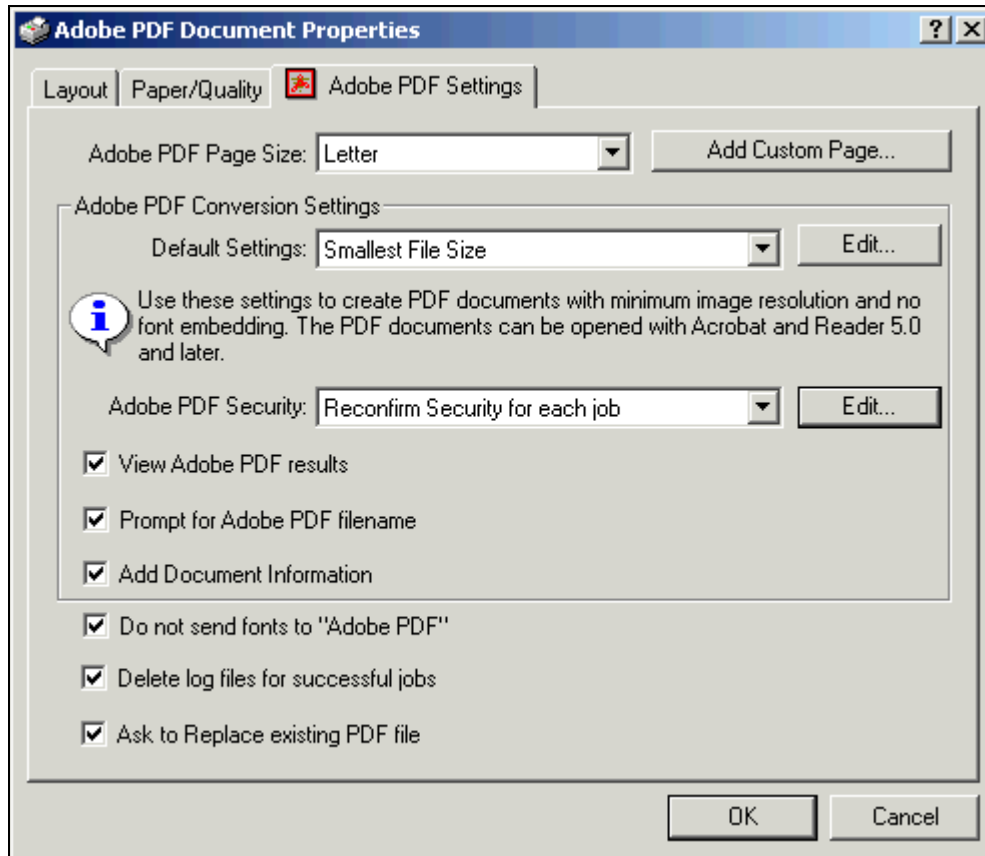 Adobe PDF Document Properties
Layout Paper/Quality Adobe PDF Settings
Adobe PDF Page Size: Letter Add Custom Page...
Adobe PDF Conversion Settings
Default Settings: Smallest File Size Edit...
Use these settings to create PDF documents with minimum image resolution and no
font embedding. The PDF documents can be opened with Acrobat and Reader 5.0
and later.
Adobe PDF Security: Reconfirm Security for each job Edit...
View Adobe PDF results
Prompt for Adobe PDF filename
Add Document Information
Do not send fonts to "Adobe PDF"
Delete log files for successful jobs
Ask to Replace existing PDF file
OK Cancel